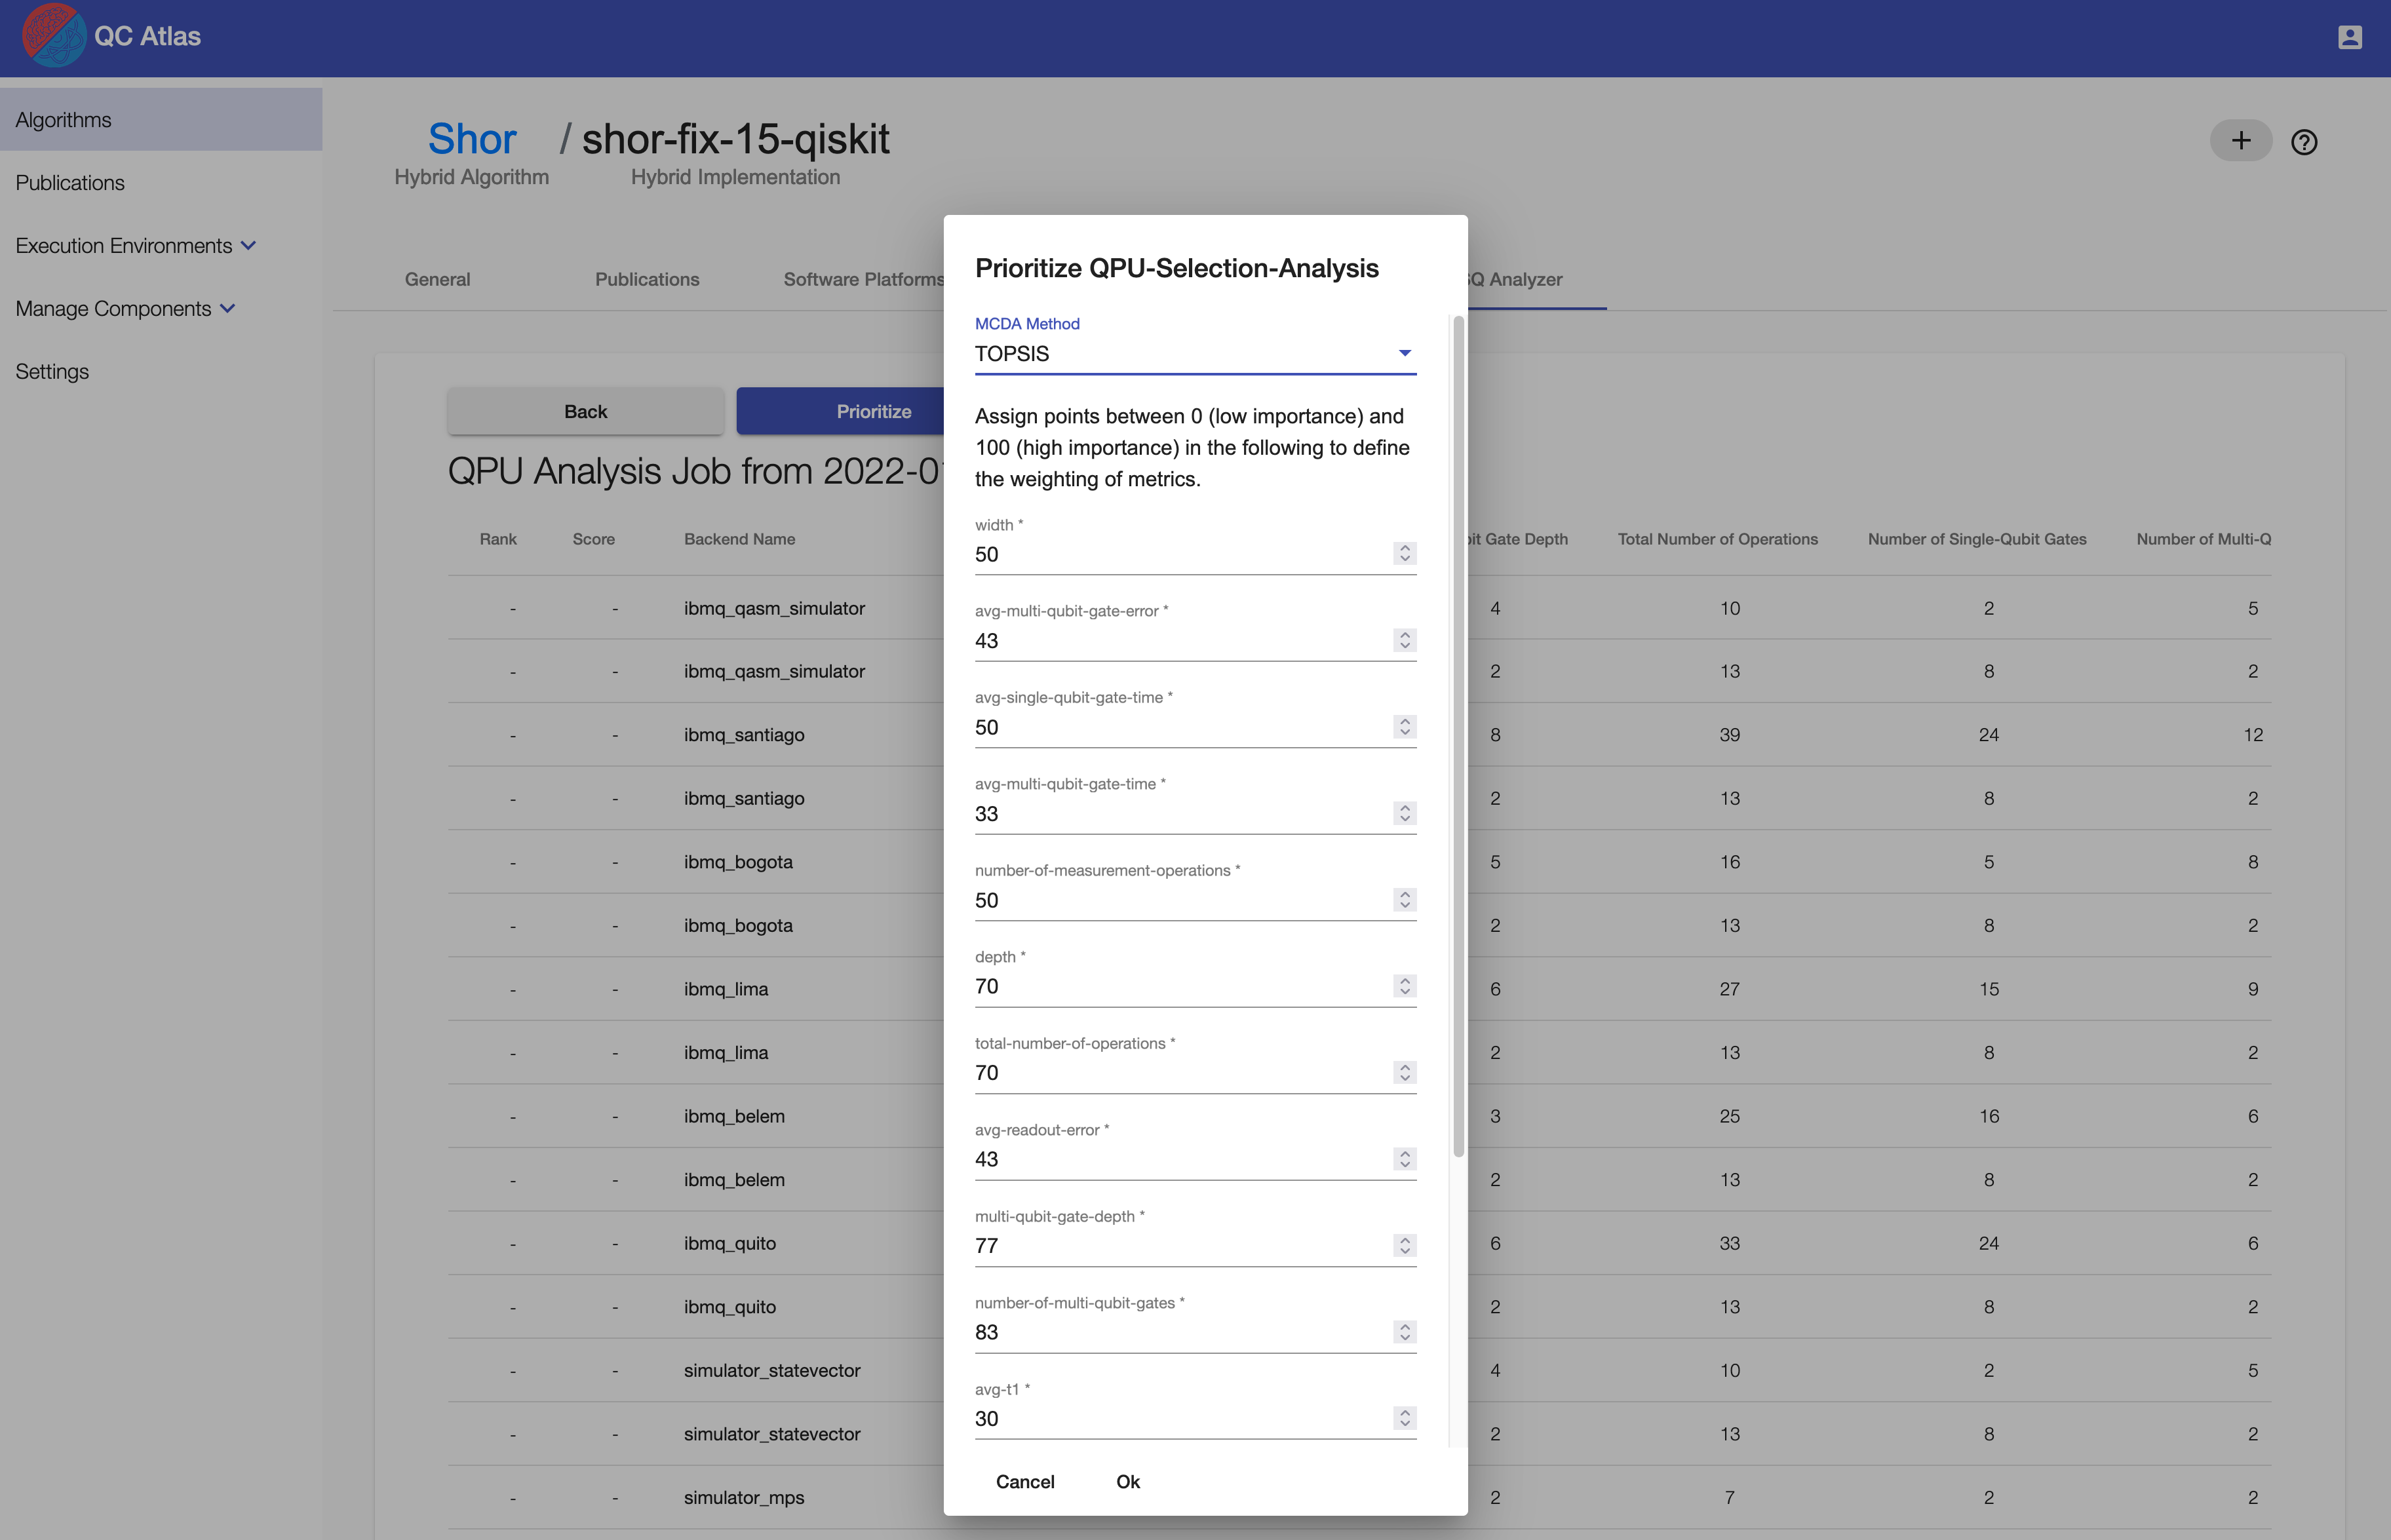 QC Atlas
Algorithms
Publications
Execution Environments
Manage Components
Settings
Shor / shor-fix-15-qiskit
Hybrid Algorithm Hybrid Implementation
General Publications Software Platforms Analyzer
Back Prioritize
QPU Analysis Job from 2022-0
Rank Score Backend Name Gate Depth Total Number of Operations Number of Single-Qubit Gates Number of Multi-Q
- - ibmq_qasm_simulator 4 10 2 5
- - ibmq_qasm_simulator 2 13 8 2
- - ibmq_santiago 8 39 24 12
- - ibmq_santiago 2 13 8 2
- - ibmq_bogota 5 16 5 8
- - ibmq_bogota 2 13 8 2
- - ibmq_lima 6 27 15 9
- - ibmq_lima 2 13 8 2
- - ibmq_belem 3 25 16 6
- - ibmq_belem 2 13 8 2
- - ibmq_quito 6 33 24 6
- - ibmq_quito 2 13 8 2
- - simulator_statevector 4 10 2 5
- - simulator_statevector 2 13 8 2
- - simulator_mps 2 7 2 2
Prioritize QPU-Selection-Analysis
MCDA Method
TOPSIS
Assign points between 0 (low importance) and
100 (high importance) in the following to define
the weighting of metrics.
width *
50
avg-multi-qubit-gate-error *
43
avg-single-qubit-gate-time *
50
avg-multi-qubit-gate-time *
33
number-of-measurement-operations *
50
depth *
70
total-number-of-operations *
70
avg-readout-error *
43
multi-qubit-gate-depth *
77
number-of-multi-qubit-gates *
83
avg-t1 *
30
Cancel Ok